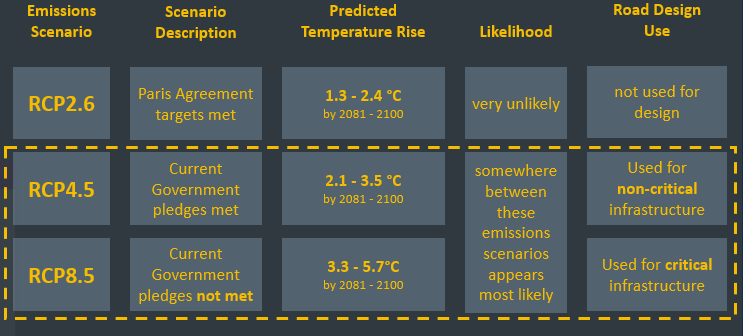 Emissions
Scenario
Scenario
Description
Predicted
Temperature Rise
Likelihood
Road Design
Use
RCP2.6
Paris Agreement
targets met
1.3 - 2.4 °C
by 2081 - 2100
very unlikely
not used for
design
RCP4.5
Current
Government
pledges met
2.1 - 3.5 °C
by 2081 - 2100
somewhere
between
these
emissions
scenarios
appears
most likely
Used for
non-critical
infrastructure
RCP8.5
Current
Government
pledges not met
3.3 - 5.7°C
by 2081 - 2100
Used for critical
infrastructure